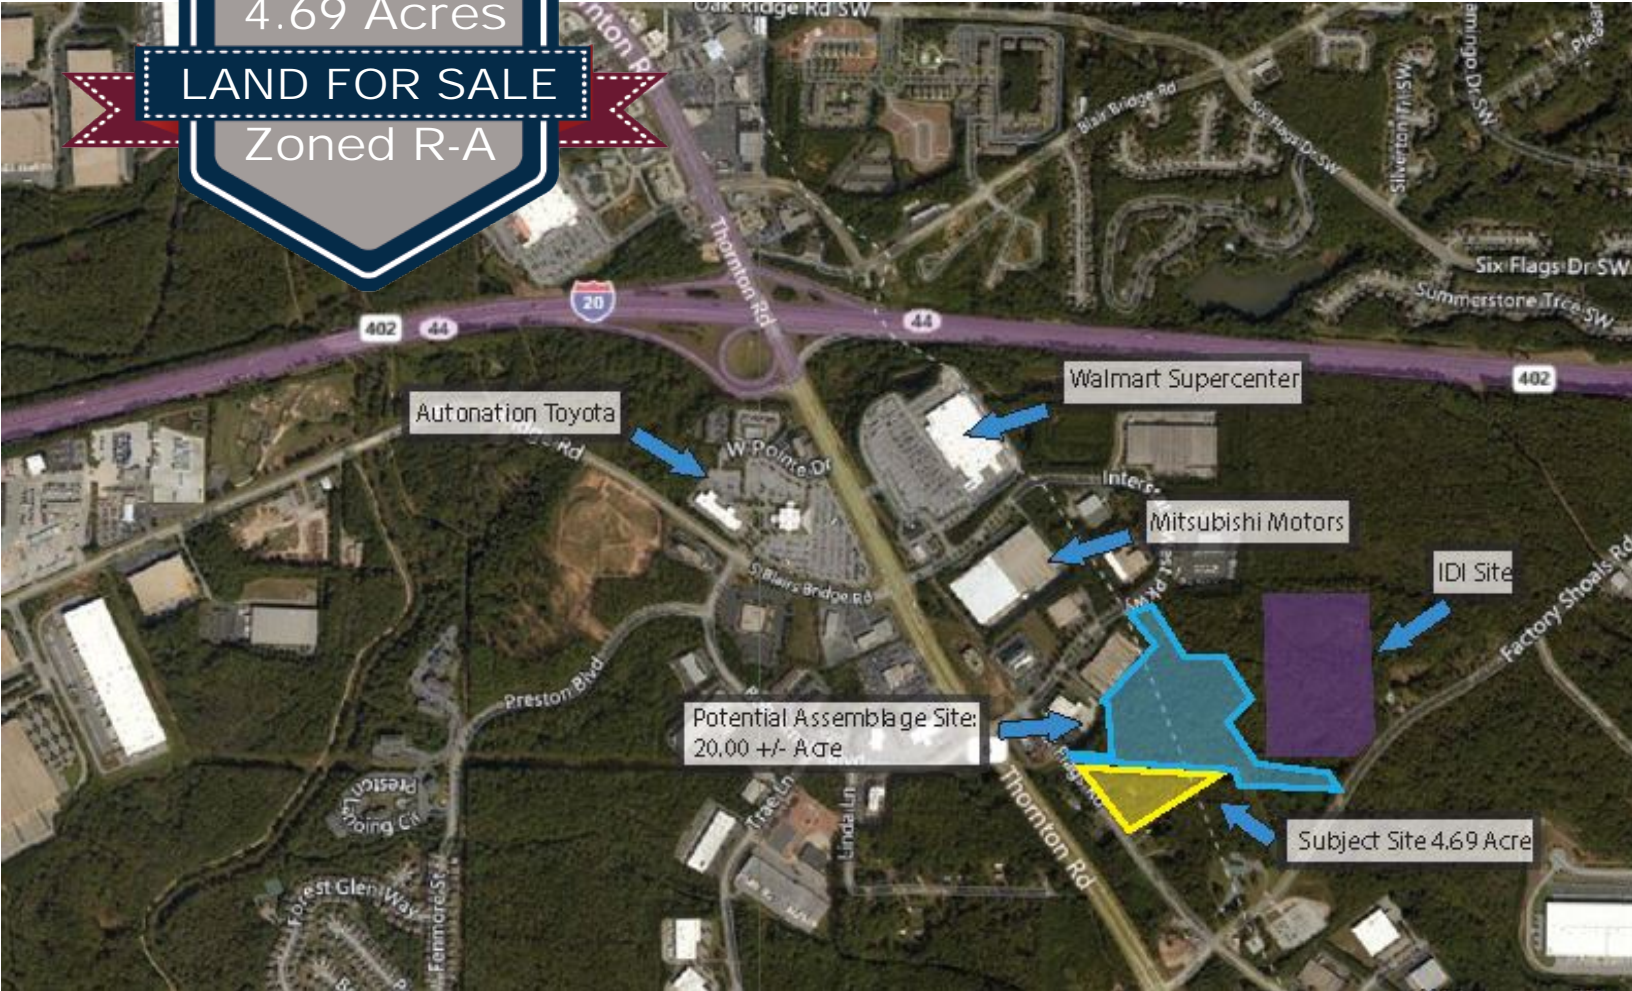 4.69 Acres
LAND FOR SALE
Zoned R-A
Oak Ridge Rd SW
Blair Bridge Rd
Six Flags Dr SW
Silverton Trl SW
Six Flags Dr SW
Summerstone Trce SW
Thornton Rd
20
402
44
44
402
Walmart Supercenter
Autonation Toyota
W Pointe Dr
Mitsubishi Motors
IDI Site
Factory Shoals Rd
S Blairs Bridge Rd
Preston Blvd
Potential Assemblage Site:
20.00 +/- Acre
Thornton Rd
Subject Site 4.69 Acre
Preston
Landing Cir
Trae Ln
Linda Ln
Forest Glen Way
Fenmore St